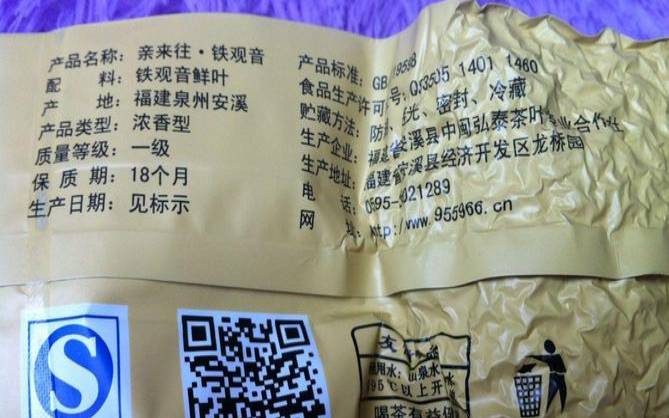 产品名称：亲来往·铁观音
配 料：铁观音鲜叶
产 地：福建泉州安溪
产品类型：浓香型
质量等级：一级
保 质 期：18个月
生产日期：见标示
产品标准：GB 19598
食品生产许可 号：QS3505 1401 1460
贮藏方法：防 光、密封、冷藏
生产企业：福建省安溪县中闽弘泰茶叶专业合作社
生产地址：福建省安溪县经济开发区龙桥园
电 话：0595- 021289
网 址：http://www.955966.cn
S
用水：山泉水
95℃以上开水
喝茶有益